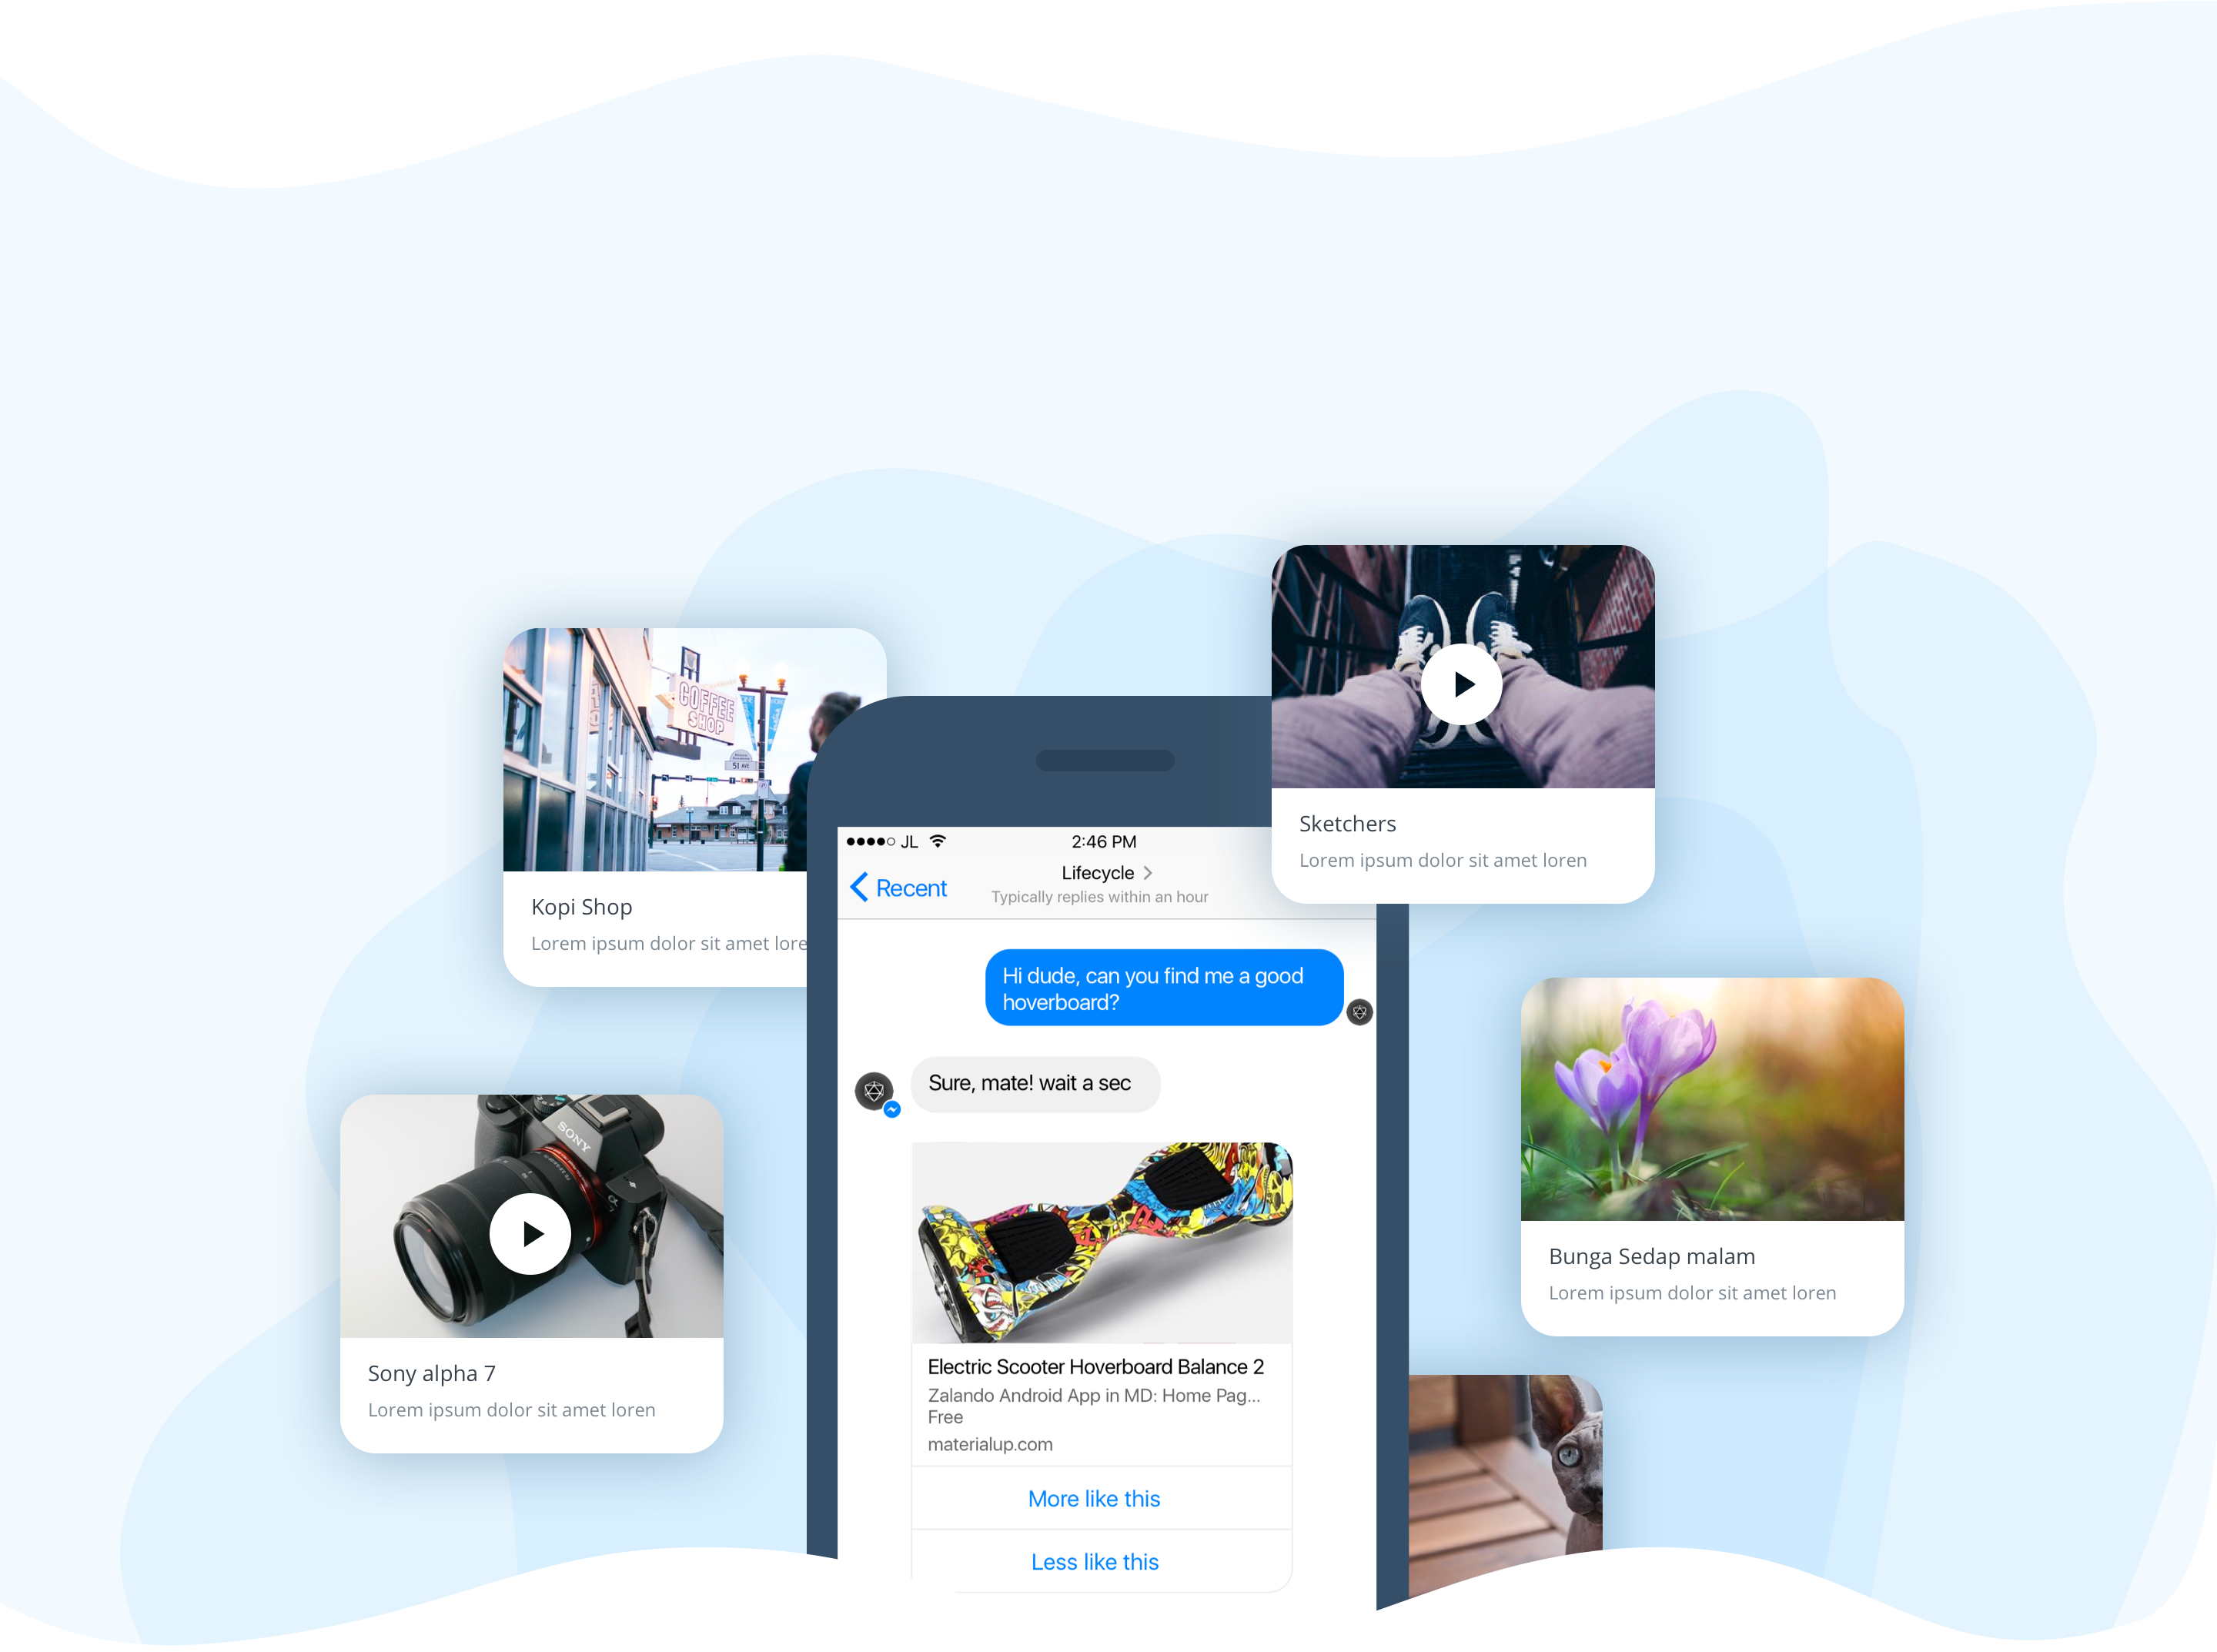 COFFEE
SHOP
51 AVE
Kopi Shop
Lorem ipsum dolor sit amet lore
Sketchers
Lorem ipsum dolor sit amet loren
JL
2:46 PM
Recent
Lifecycle
Typically replies within an hour
Hi dude, can you find me a good
hoverboard?
Sure, mate! wait a sec
SONY
Sony alpha 7
Lorem ipsum dolor sit amet loren
Bunga Sedap malam
Lorem ipsum dolor sit amet loren
Electric Scooter Hoverboard Balance 2
Zalando Android App in MD: Home Pag...
Free
materialup.com
More like this
Less like this